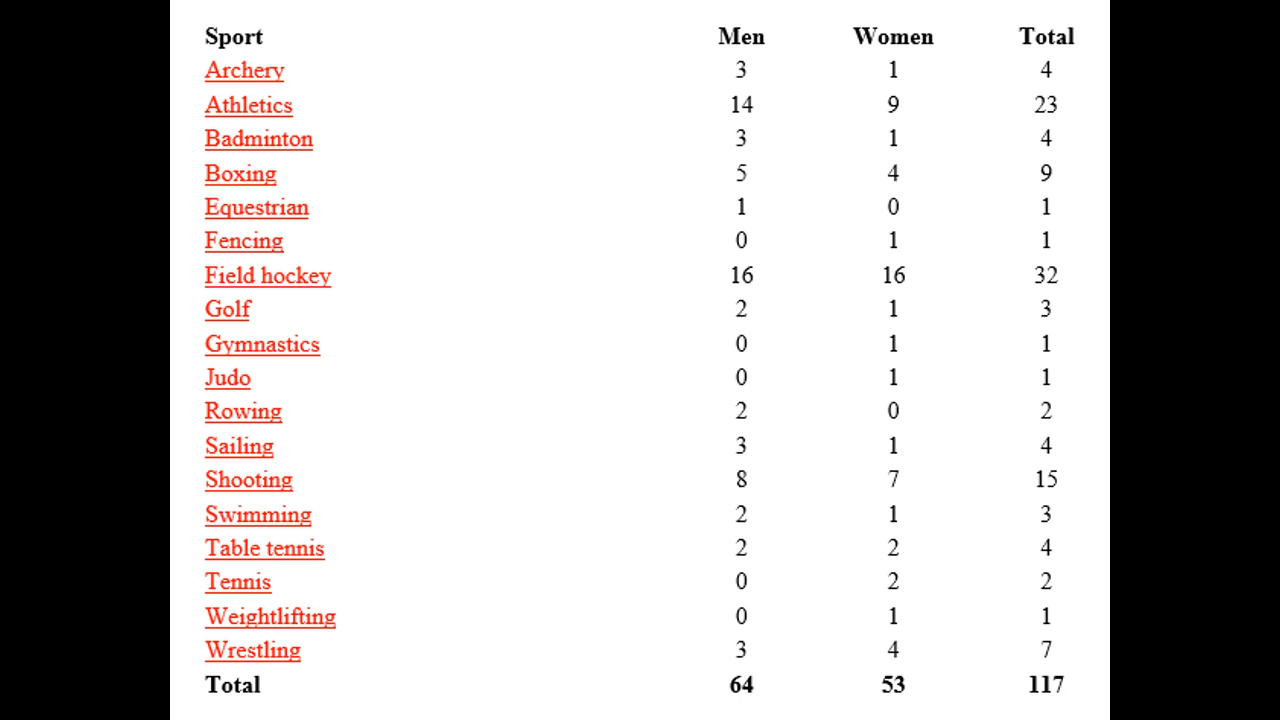 Sport Men Women Total
Archery 3 1 4
Athletics 14 9 23
Badminton 3 1 4
Boxing 5 4 9
Equestrian 1 0 1
Fencing 0 1 1
Field hockey 16 16 32
Golf 2 1 3
Gymnastics 0 1 1
Judo 0 1 1
Rowing 2 0 2
Sailing 3 1 4
Shooting 8 7 15
Swimming 2 1 3
Table tennis 2 2 4
Tennis 0 2 2
Weightlifting 0 1 1
Wrestling 3 4 7
Total 64 53 117